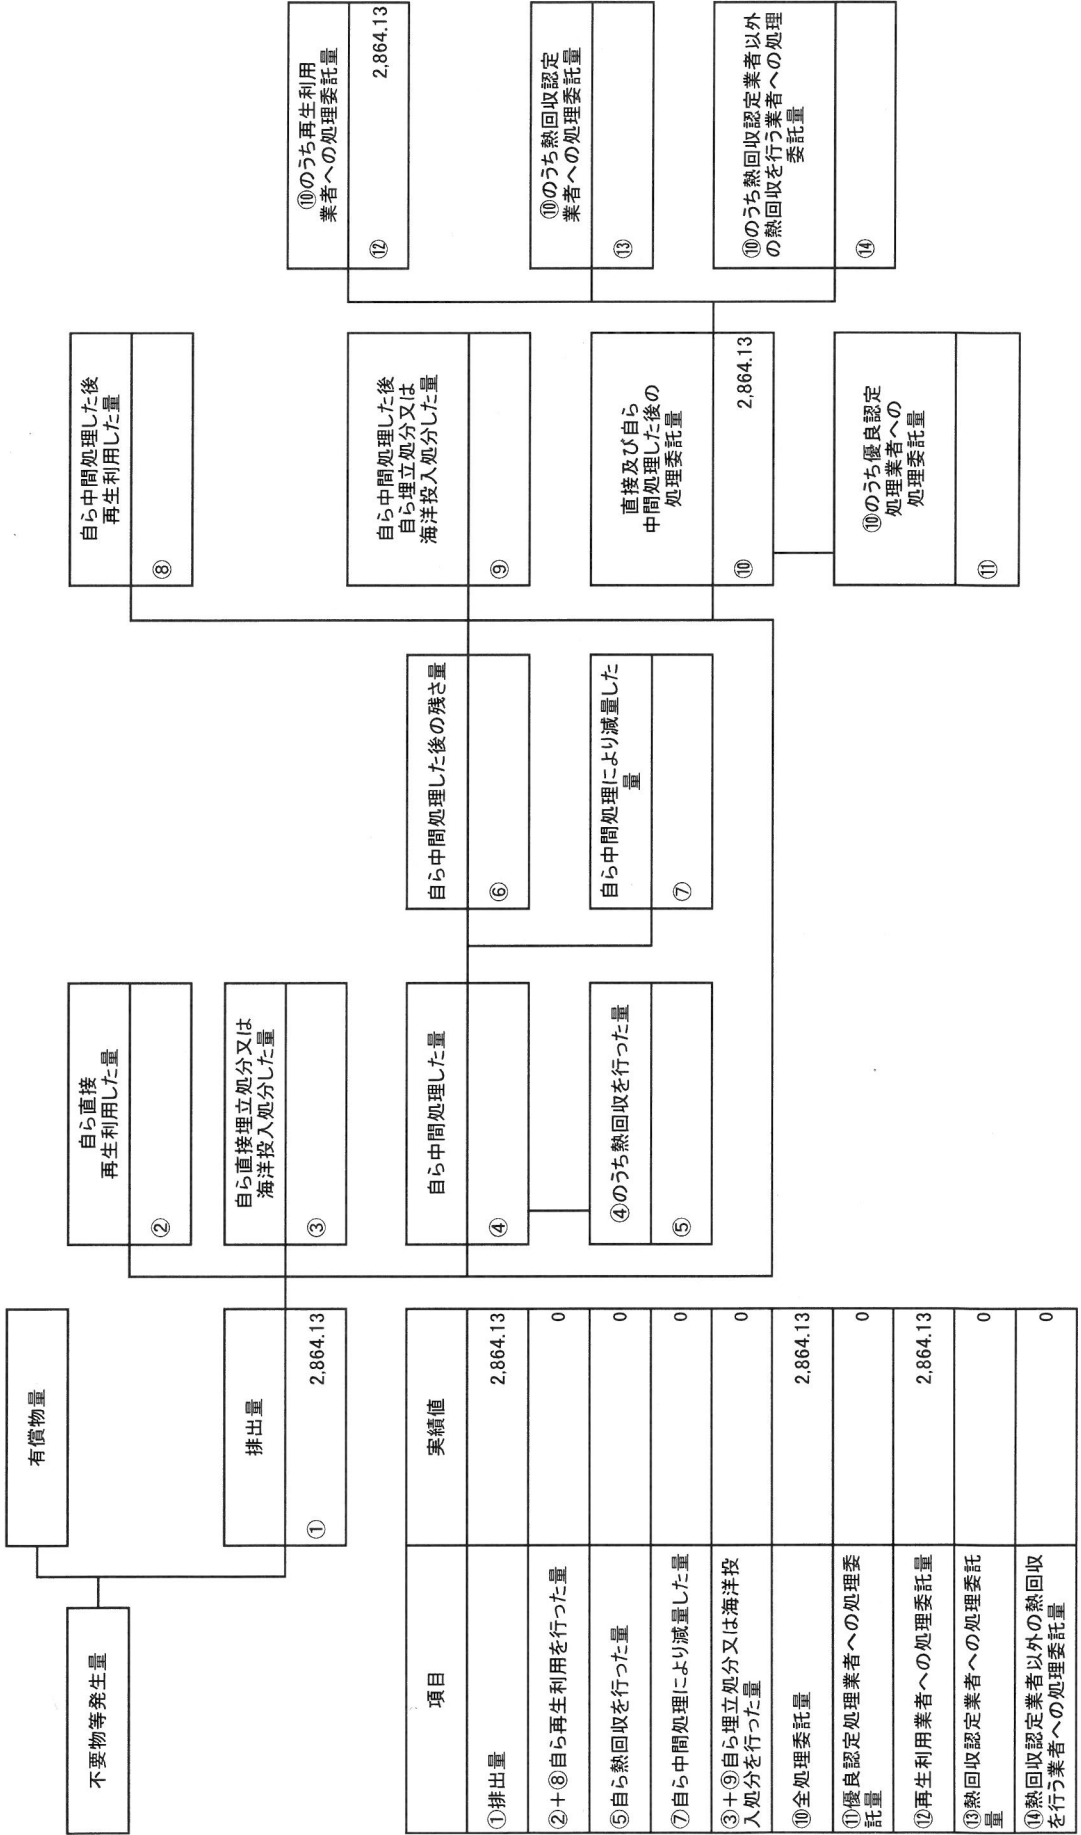 不要物等発生量
有償物量
排出量
① 2,864.13
自ら直接
再生利用した量
②
自ら直接埋立処分又は
海洋投入処分した量
③
自ら中間処理した量
④
④のうち熱回収を行った量
⑤
自ら中間処理した後の残さ量
⑥
自ら中間処理により減量した
量
⑦
自ら中間処理した後
再生利用した量
⑧
自ら中間処理した後
自ら埋立処分又は
海洋投入処分した量
⑨
直接及び自ら
中間処理した後の
処理委託量
⑩ 2,864.13
⑩のうち優良認定
処理業者への
処理委託量
⑪
⑩のうち再生利用
業者への処理委託量
⑫ 2,864.13
⑩のうち熱回収認定
業者への処理委託量
⑬
⑩のうち熱回収認定業者以外
の熱回収を行う業者への処理
委託量
⑭
項目 実績値
①排出量 2,864.13
②+⑧自ら再生利用を行った量 0
⑤自ら熱回収を行った量 0
⑦自ら中間処理により減量した量 0
③+⑨自ら埋立処分又は海洋投
入処分を行った量 0
⑩全処理委託量 2,864.13
⑪優良認定処理業者への処理委
託量 0
⑫再生利用業者への処理委託量 2,864.13
⑬熱回収認定業者への処理委託
量 0
⑭熱回収認定業者以外の熱回収
を行う業者への処理委託量 0